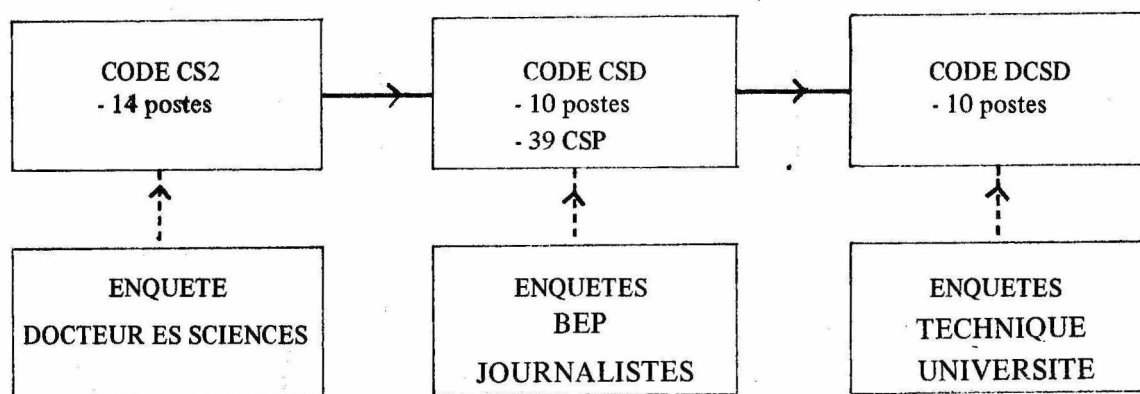 CODE CS2
- 14 postes
CODE CSD
- 10 postes
- 39 CSP
CODE DCSD
- 10 postes
ENQUETE
DOCTEUR ES SCIENCES
ENQUETES
BEP
JOURNALISTES
ENQUETES
TECHNIQUE
UNIVERSITE